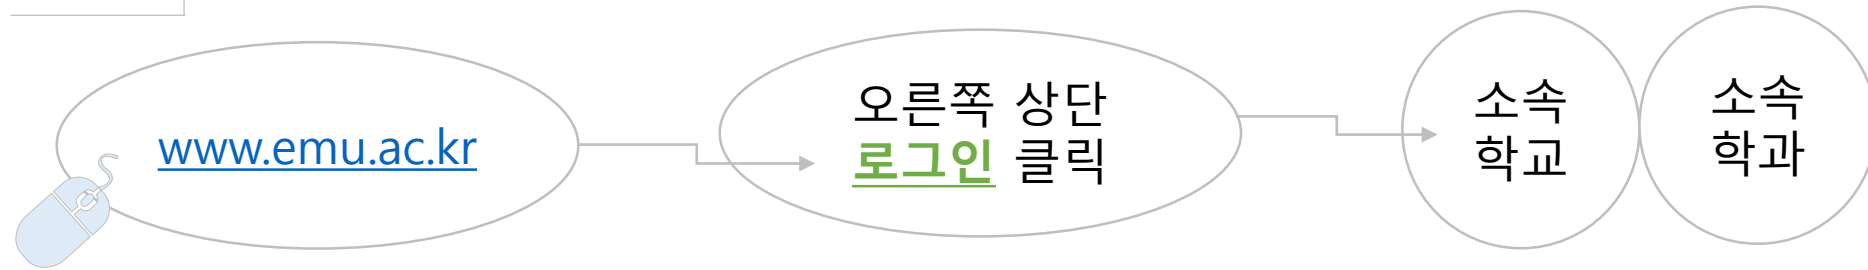 www.emu.ac.kr
오른쪽 상단
로그인 클릭
소속
학교
소속
학과